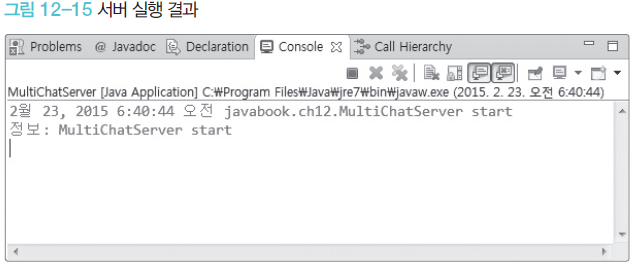 그림 12-15 서버 실행 결과
Problems @ Javadoc Declaration Console Call Hierarchy
MultiChatServer [Java Application] C:₩Program Files₩Java₩jre7₩bin₩javaw.exe (2015. 2. 23. 오전 6:40:44)
2월 23, 2015 6:40:44 오전 javabook.ch12.MultiChatServer start
정보: MultiChatServer start